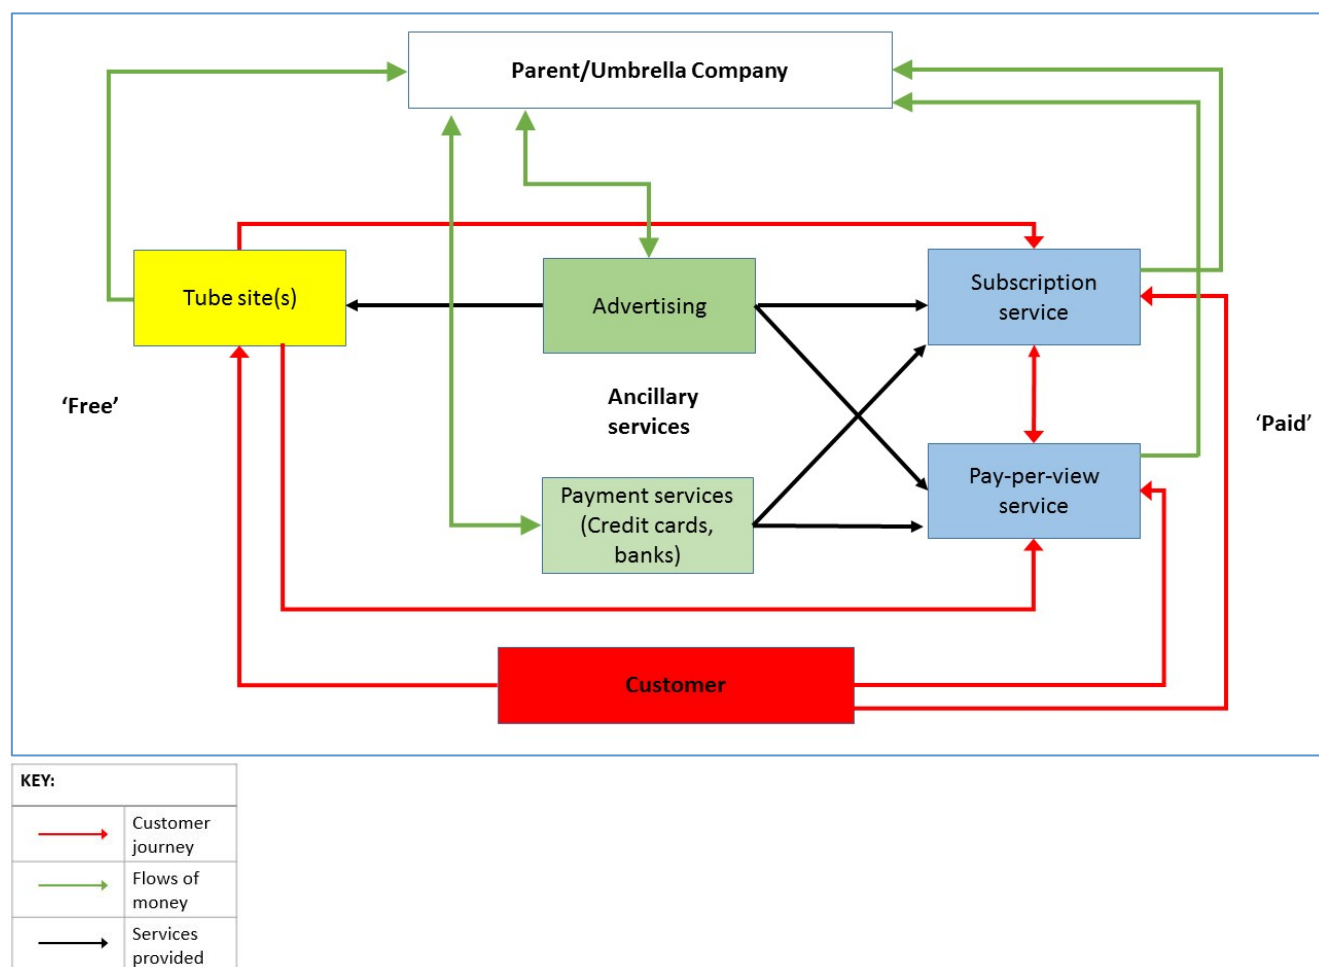 Parent/Umbrella Company
Tube site(s)
Advertising
Subscription
service
‘Free’
Ancillary
services
‘Paid’
Payment services
(Credit cards,
banks)
Pay-per-view
service
Customer
KEY:
Customer
journey
Flows of
money
Services
provided